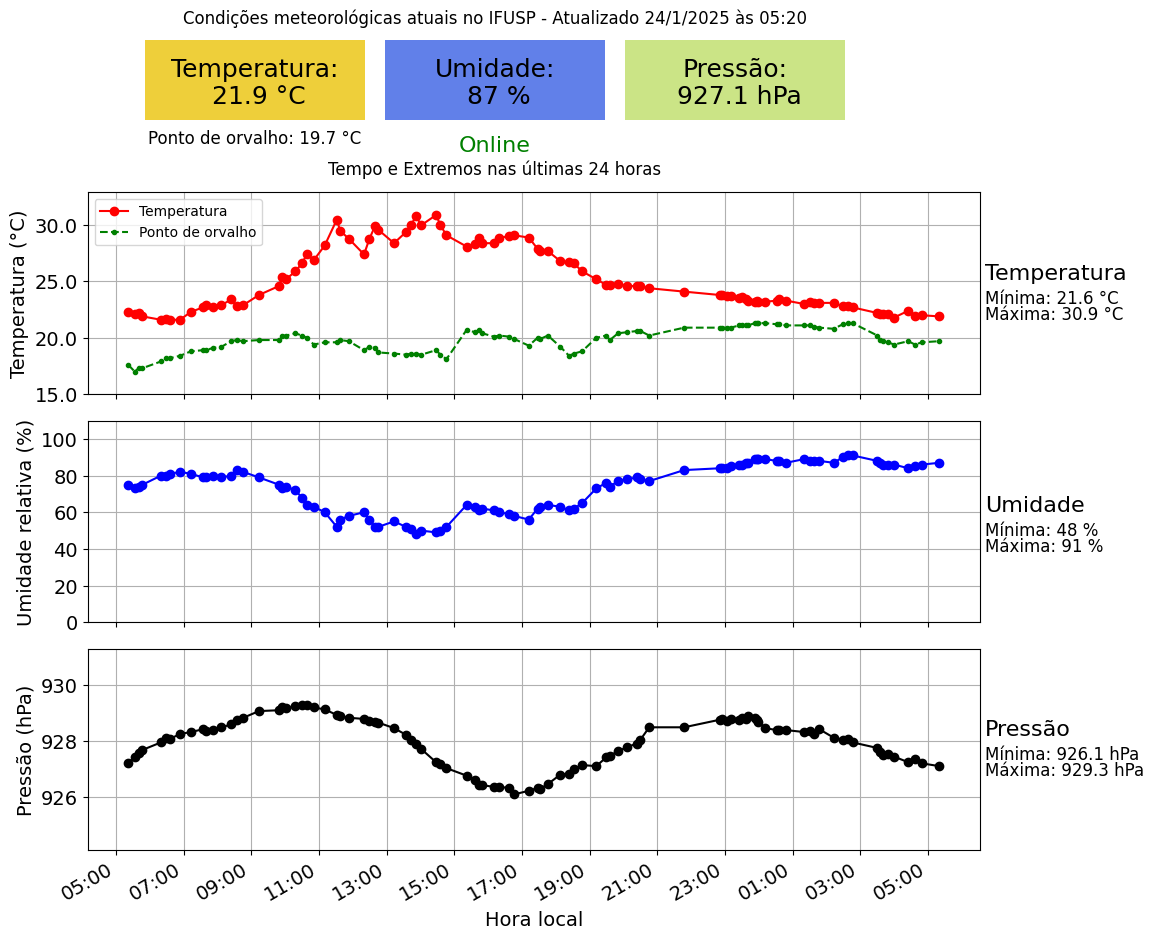 Condições meteorológicas atuais no IFUSP - Atualizado 24/1/2025 às 05:20
Temperatura:
21.9 °C
Umidade:
87 %
Pressão:
927.1 hPa
Ponto de orvalho: 19.7 °C
Online
Tempo e Extremos nas últimas 24 horas
Temperatura (°C)
30.0
25.0
20.0
15.0
Temperatura
Ponto de orvalho
Temperatura
Mínima: 21.6 °C
Máxima: 30.9 °C
Umidade relativa (%)
100
80
60
40
20
0
Umidade
Mínima: 48 %
Máxima: 91 %
Pressão (hPa)
930
928
926
Pressão
Mínima: 926.1 hPa
Máxima: 929.3 hPa
05:00 07:00 09:00 11:00 13:00 15:00 17:00 19:00 21:00 23:00 01:00 03:00 05:00
Hora local